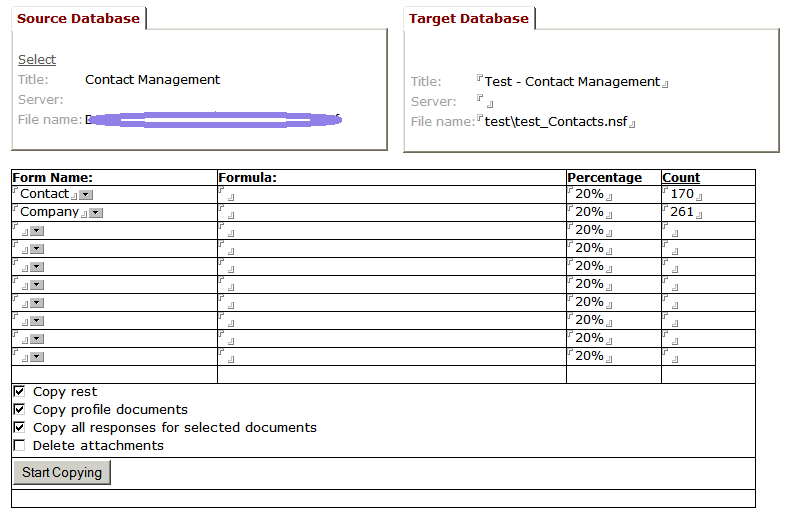 Source Database
Target Database
Select
Title: Contact Management
Title: Test - Contact Management
Server:
Server:
File name:
File name: test\test_Contacts.nsf
Form Name: Formula: Percentage Count
Contact 20% 170
Company 20% 261
20%
20%
20%
20%
20%
20%
20%
20%
Copy rest
Copy profile documents
Copy all responses for selected documents
Delete attachments
Start Copying